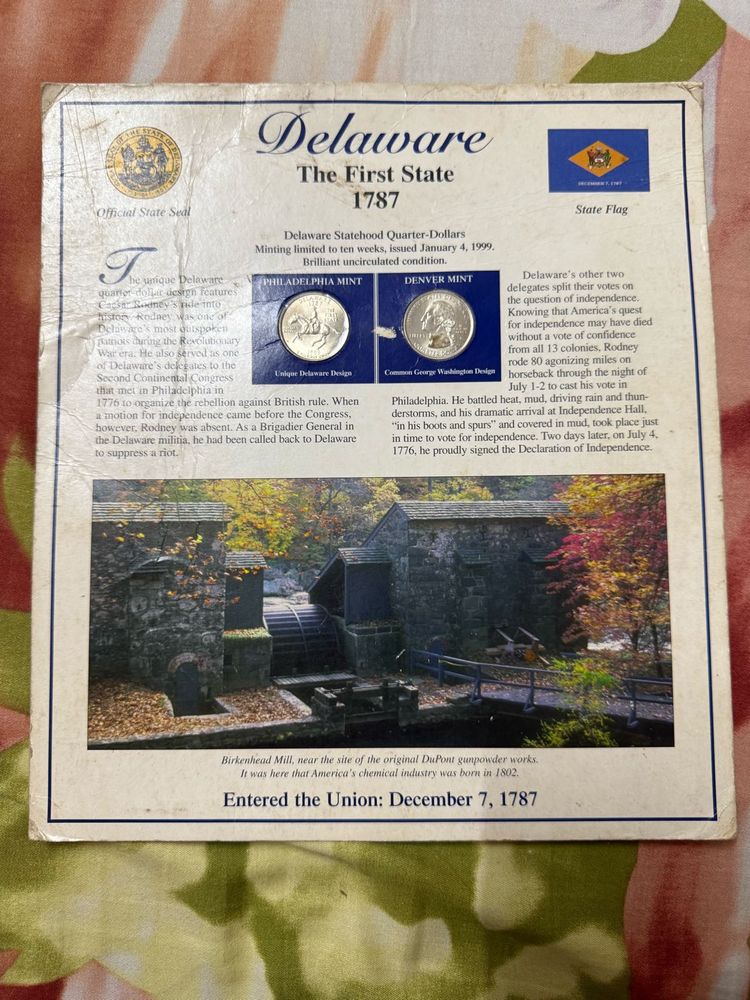 Delaware
The First State
1787
Official State Seal
DECEMBER 7, 1787
State Flag
Delaware Statehood Quarter-Dollars
Minting limited to ten weeks, issued January 4, 1999.
Brilliant uncirculated condition.
The unique Delaware
quarter-dollar design features
Caesar Rodney's ride into
history. Rodney was one of
Delaware's most outspoken
patriots during the Revolutionary
War era. He also served as one
of Delaware's delegates to the
Second Continental Congress
that met in Philadelphia in
1776 to organize the rebellion against British rule. When
a motion for independence came before the Congress,
however, Rodney was absent. As a Brigadier General in
the Delaware militia, he had been called back to Delaware
to suppress a riot.
PHILADELPHIA MINT
Unique Delaware Design
DENVER MINT
Common George Washington Design
Delaware's other two
delegates split their votes on
the question of independence.
Knowing that America's quest
for independence may have died
without a vote of confidence
from all 13 colonies, Rodney
rode 80 agonizing miles on
horseback through the night of
July 1-2 to cast his vote in
Philadelphia. He battled heat, mud, driving rain and thun-
derstorms, and his dramatic arrival at Independence Hall,
"in his boots and spurs" and covered in mud, took place just
in time to vote for independence. Two days later, on July 4,
1776, he proudly signed the Declaration of Independence.
Birkenhead Mill, near the site of the original DuPont gunpowder works.
It was here that America's chemical industry was born in 1802.
Entered the Union: December 7, 1787